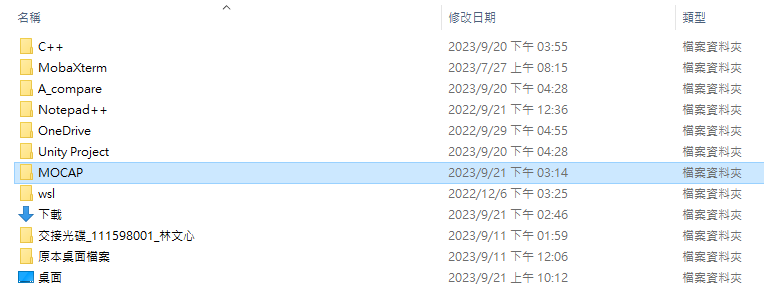 名稱 修改日期 類型
C++ 2023/9/20 下午 03:55 檔案資料夾
MobaXterm 2023/7/27 上午 08:15 檔案資料夾
A_compare 2023/9/20 下午 04:28 檔案資料夾
Notepad++ 2022/9/21 下午 12:36 檔案資料夾
OneDrive 2022/9/29 下午 04:55 檔案資料夾
Unity Project 2023/9/20 下午 04:28 檔案資料夾
MOCAP 2023/9/21 下午 03:14 檔案資料夾
wsl 2022/12/6 下午 03:25 檔案資料夾
下載 2023/9/21 下午 02:46 檔案資料夾
交接光碟_111598001_林文心 2023/9/11 下午 01:59 檔案資料夾
原本桌面檔案 2023/9/11 下午 12:06 檔案資料夾
桌面 2023/9/21 上午 10:12 檔案資料夾